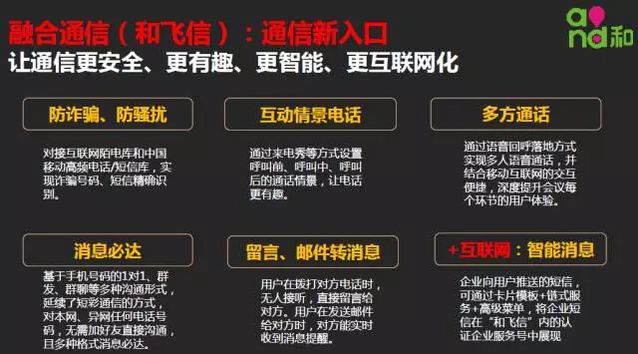 融合通信（和飞信）：通信新入口
and和
让通信更安全、更有趣、更智能、更互联网化
防诈骗、防骚扰
对接互联网陌电库和中国
移动高频电话/短信库，实
现诈骗号码、短信精确识
别。
互动情景电话
通过来电秀等方式设置
呼叫前、呼叫中、呼叫
后的通话情景，让电话
更有趣。
多方通话
通过语音回呼落地方式
实现多人语音通话，并
结合移动互联网的交互
便捷，深度提升会议每
个环节的用户体验。
消息必达
基于手机号码的1对1、群
发、群聊等多种沟通形式，
延续了短彩通信的方式，
对本网、异网任何电话号
码，无需加好友直接沟通，
且多种格式消息必达。
留言、邮件转消息
用户在拨打对方电话时，
无人接听，直接留言给
对方。用户在发送邮件
给对方时，对方能实时
收到消息提醒。
+互联网：智能消息
企业向用户推送的短信，
可通过卡片模板+链式服
务+高级菜单，将企业短
信在“和飞信”内的认
证企业服务号中展现